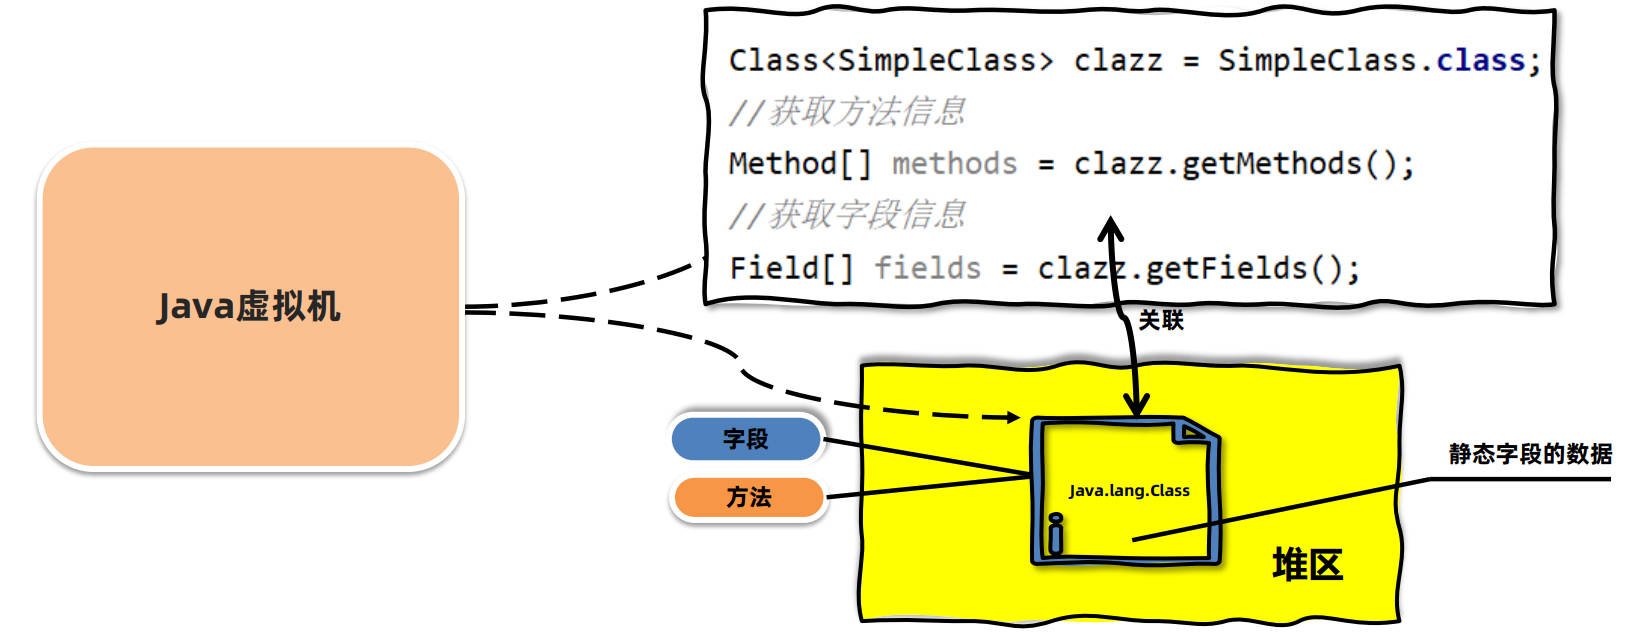 Class<SimpleClass> clazz = SimpleClass.class;
//获取方法信息
Method[] methods = clazz.getMethods();
//获取字段信息
Field[] fields = clazz.getFields();
Java虚拟机
关联
字段
方法
Java.lang.Class
静态字段的数据
堆区